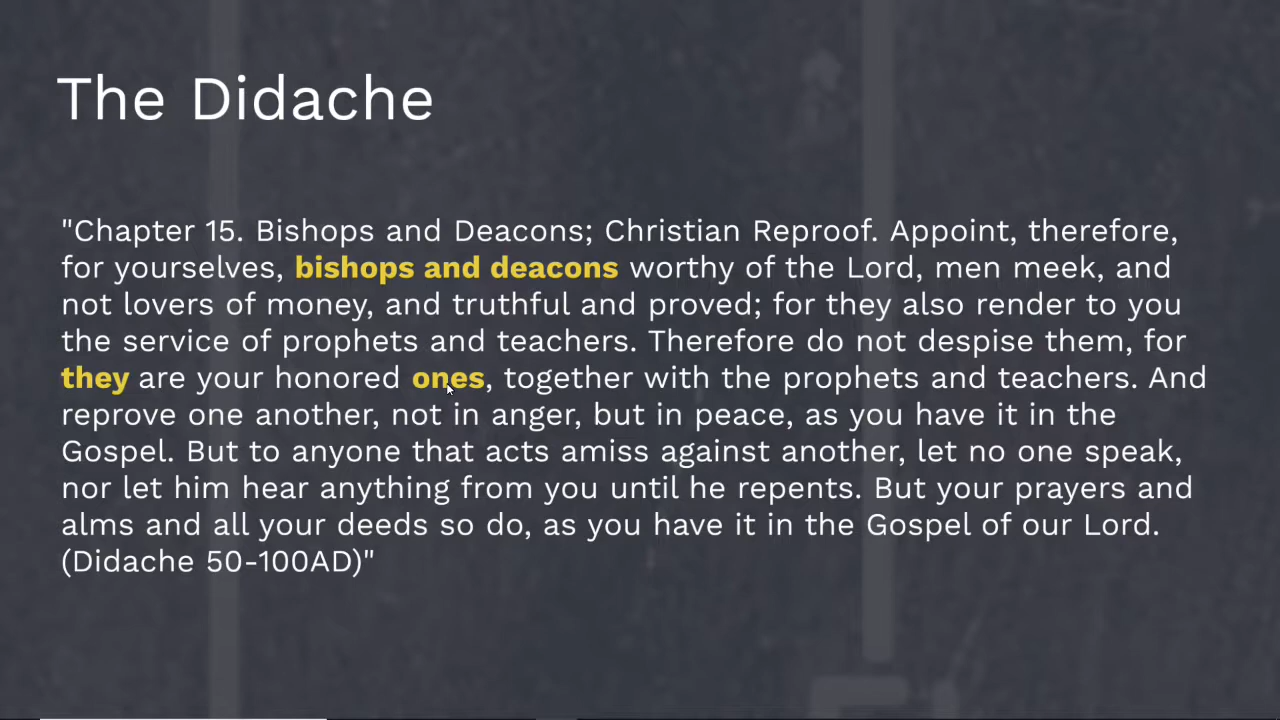 The Didache
"Chapter 15. Bishops and Deacons; Christian Reproof. Appoint, therefore,
for yourselves, bishops and deacons worthy of the Lord, men meek, and
not lovers of money, and truthful and proved; for they also render to you
the service of prophets and teachers. Therefore do not despise them, for
they are your honored ones, together with the prophets and teachers. And
reprove one another, not in anger, but in peace, as you have it in the
Gospel. But to anyone that acts amiss against another, let no one speak,
nor let him hear anything from you until he repents. But your prayers and
alms and all your deeds so do, as you have it in the Gospel of our Lord.
(Didache 50-100AD)"